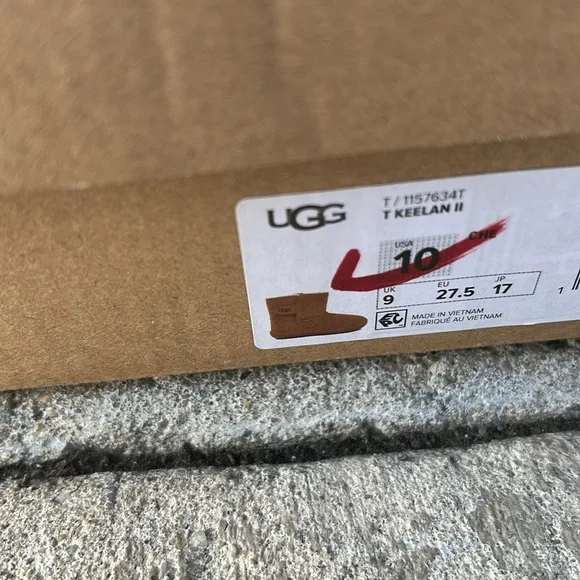 UGG
T / 1157634T
T KEELAN II
CHE
USA
10
UK EU JP
9 27.5 17
MADE IN VIETNAM
FABRIQUÉ AU VIETNAM
1